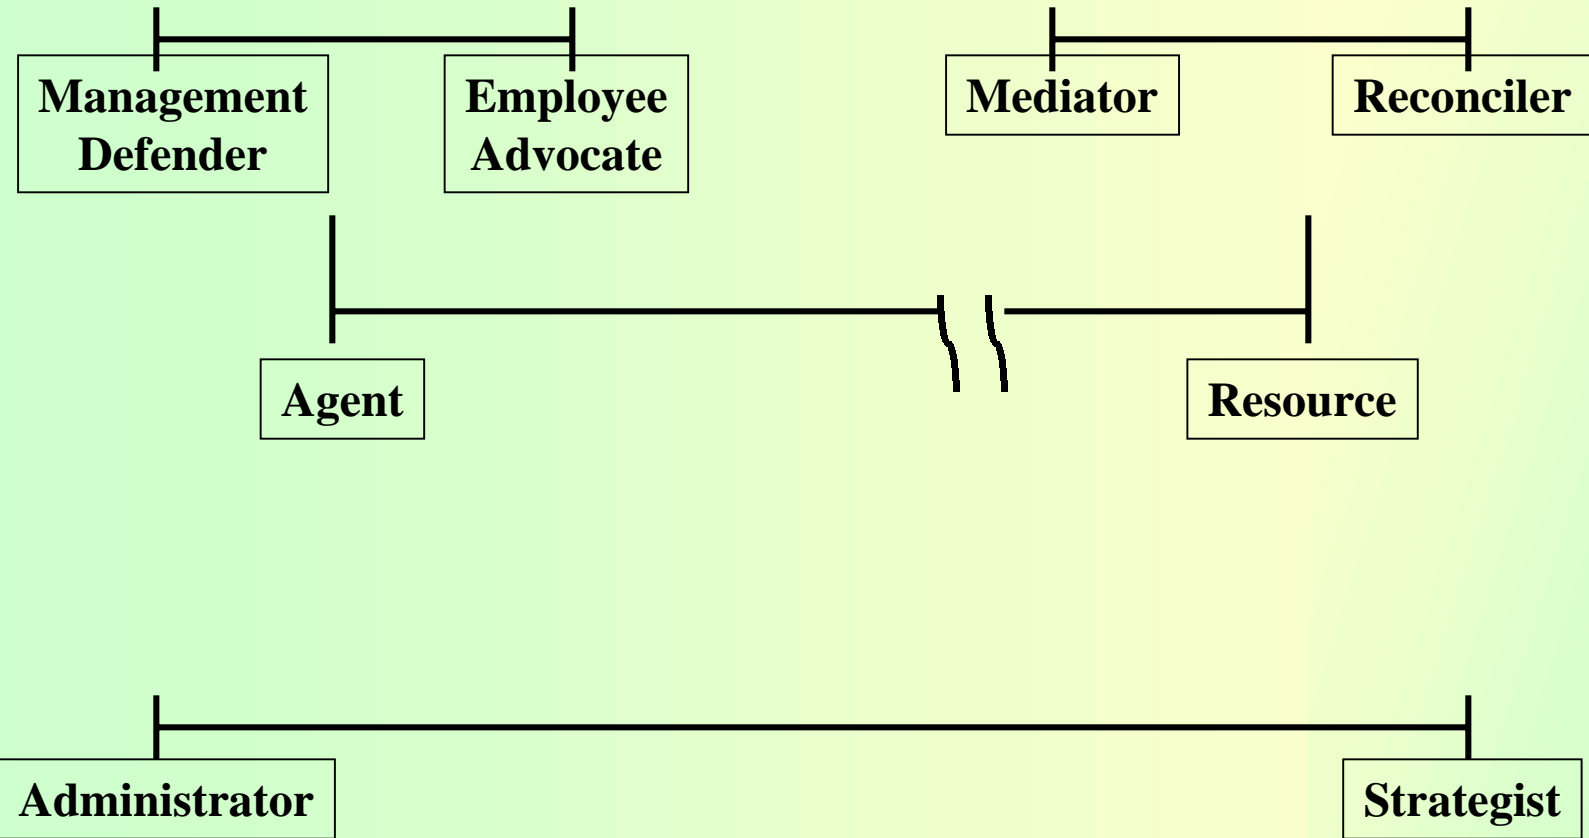 Management
Defender
Employee
Advocate
Mediator
Reconciler
Agent
Resource
Administrator
Strategist